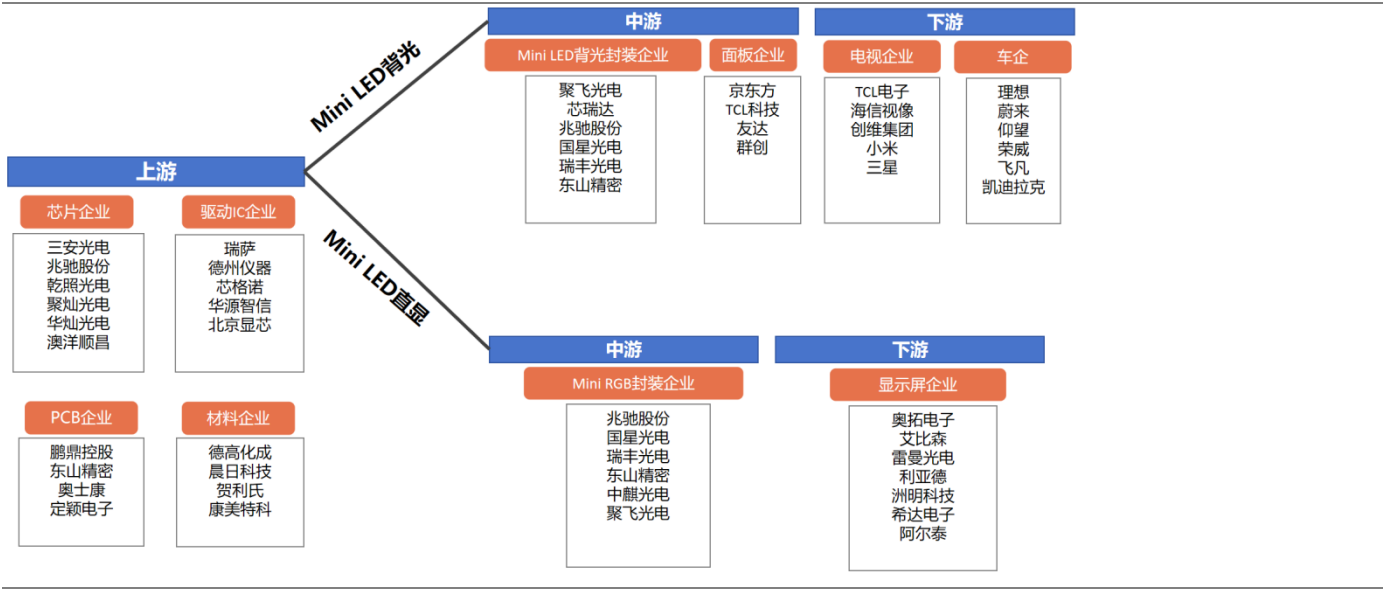 上游
芯片企业
三安光电
兆驰股份
乾照光电
聚灿光电
华灿光电
澳洋顺昌
驱动IC企业
瑞萨
德州仪器
芯格诺
华源智信
北京显芯
PCB企业
鹏鼎控股
东山精密
奥士康
定颖电子
材料企业
德高化成
晨日科技
贺利氏
康美特科
Mini LED背光
中游
Mini LED背光封装企业
聚飞光电
芯瑞达
兆驰股份
国星光电
瑞丰光电
东山精密
面板企业
京东方
TCL科技
友达
群创
下游
电视企业
TCL电子
海信视像
创维集团
小米
三星
车企
理想
蔚来
仰望
荣威
飞凡
凯迪拉克
Mini LED直显
中游
Mini RGB封装企业
兆驰股份
国星光电
瑞丰光电
东山精密
中麒光电
聚飞光电
下游
显示屏企业
奥拓电子
艾比森
雷曼光电
利亚德
洲明科技
希达电子
阿尔泰